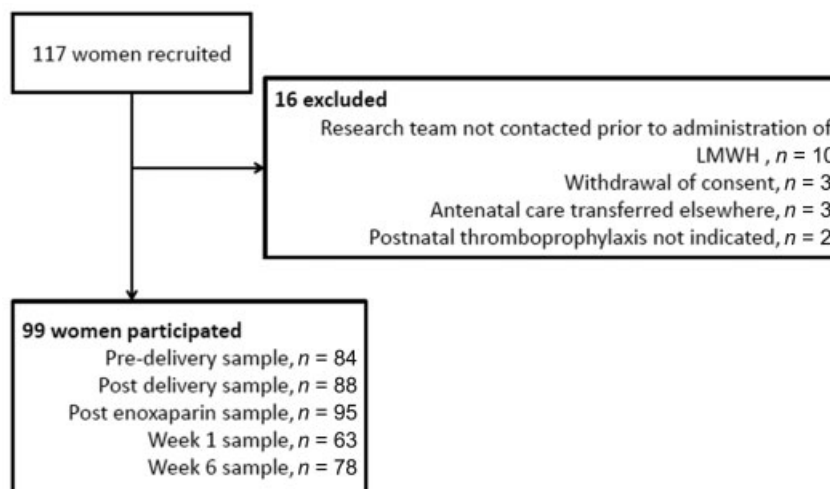 117 women recruited
16 excluded
Research team not contacted prior to administration of
LMWH , n = 10
Withdrawal of consent, n = 3
Antenatal care transferred elsewhere, n = 3
Postnatal thromboprophylaxis not indicated, n = 2
99 women participated
Pre-delivery sample, n = 84
Post delivery sample, n = 88
Post enoxaparin sample, n = 95
Week 1 sample, n = 63
Week 6 sample, n = 78